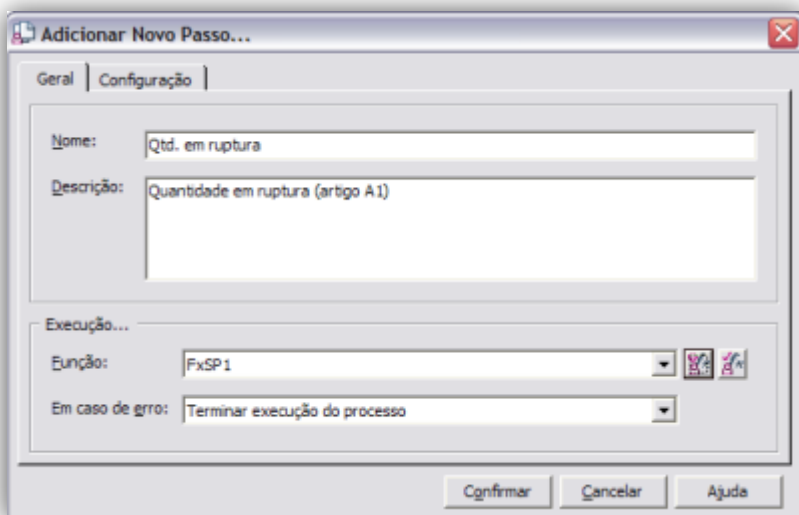 Adicionar Novo Passo...
Geral Configuração
Nome: Qtd. em ruptura
Descrição: Quantidade em ruptura (artigo A1)
Execução...
Função: FxSP1
Em caso de erro: Terminar execução do processo
Confirmar Cancelar Ajuda